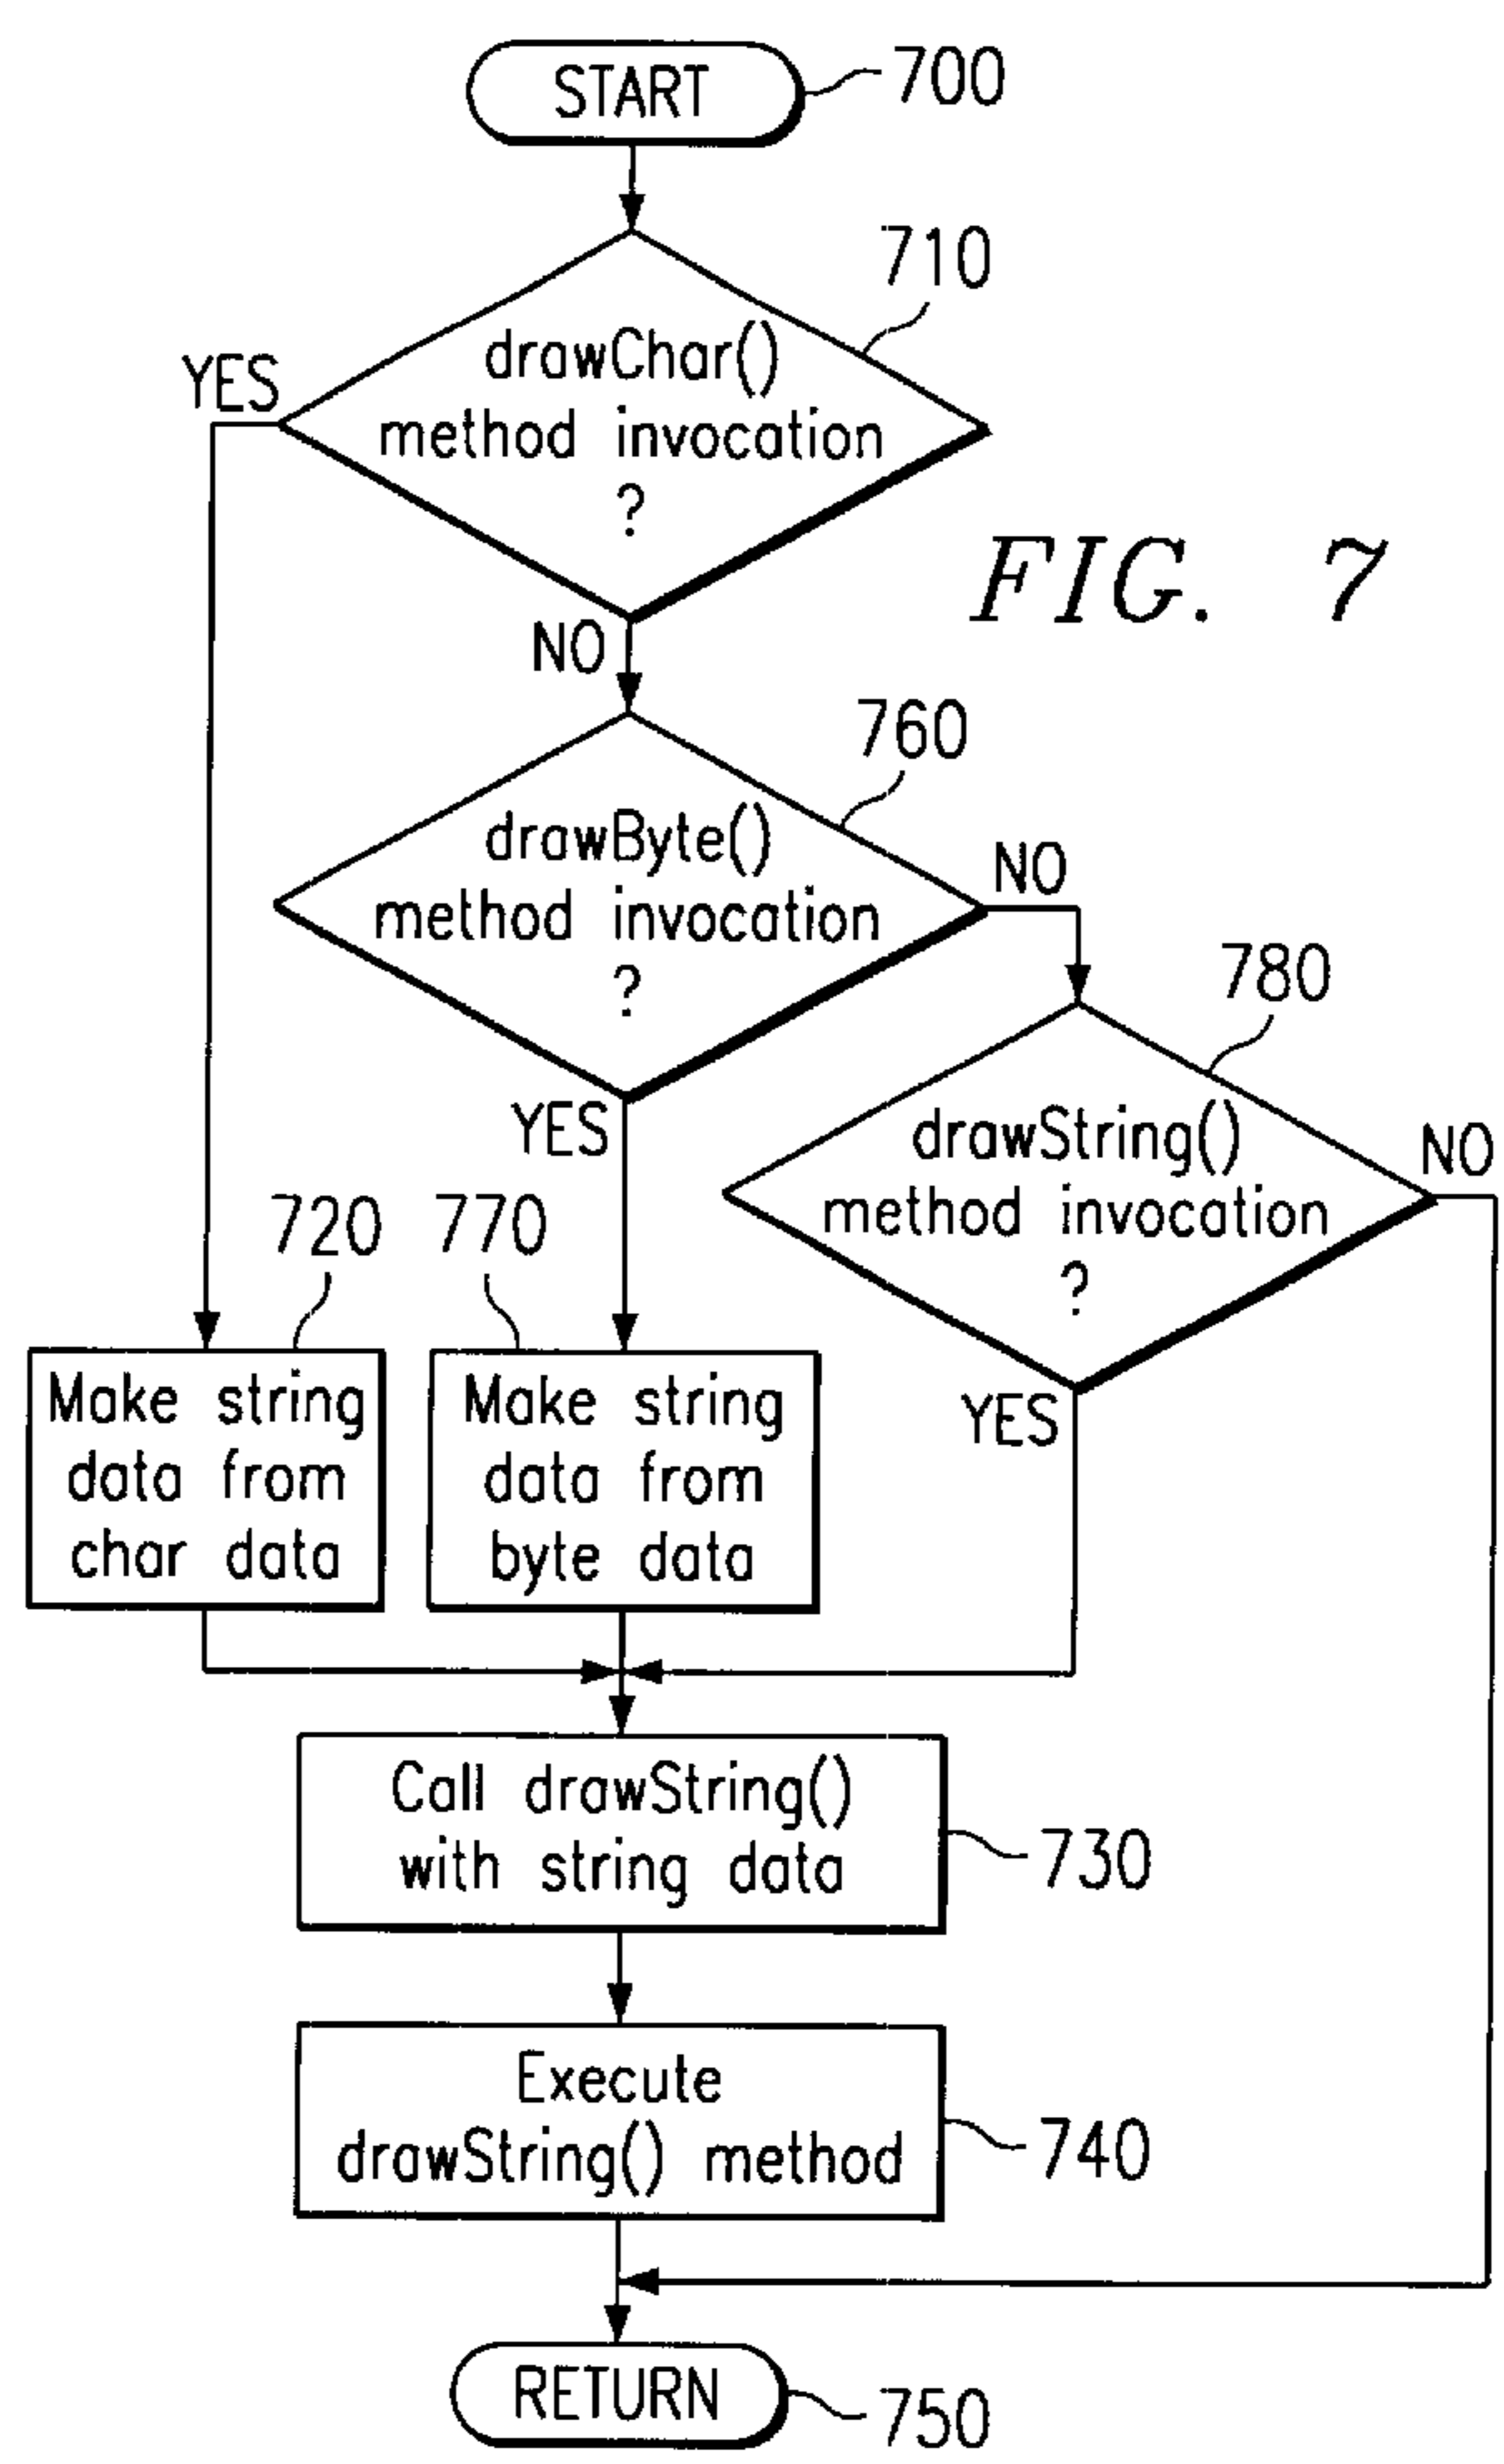 START
700
710
drawChar()
method invocation
?
YES
FIG. 7
NO
760
drawByte()
method invocation
?
NO
780
YES
drawString()
method invocation
?
NO
720
770
Make string
data from
char data
Make string
data from
byte data
YES
Call drawString()
with string data
730
Execute
drawString() method
740
RETURN
750